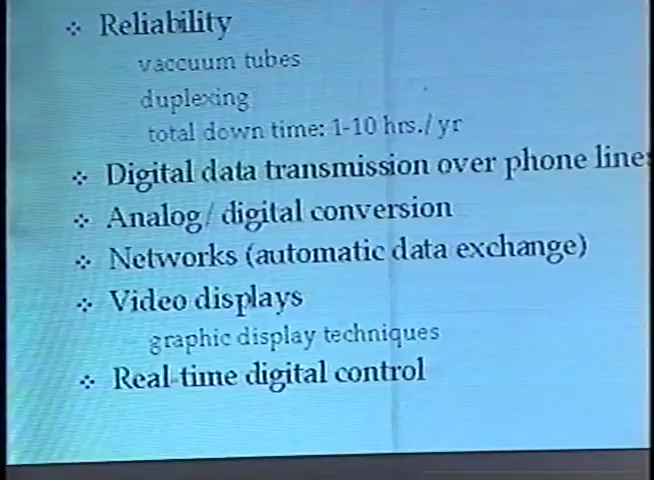 Reliability
vaccuum tubes
duplexing
total down time: 1-10 hrs./yr
Digital data transmission over phone lines
Analog/digital conversion
Networks (automatic data exchange)
Video displays
graphic display techniques
Real-time digital control